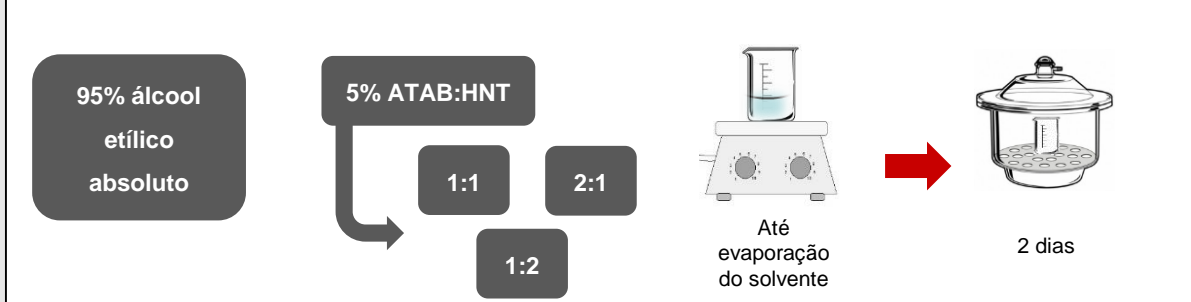 95% álcool
etílico
absoluto
5% ATAB:HNT
1:1
2:1
1:2
Até
evaporação
do solvente
2 dias